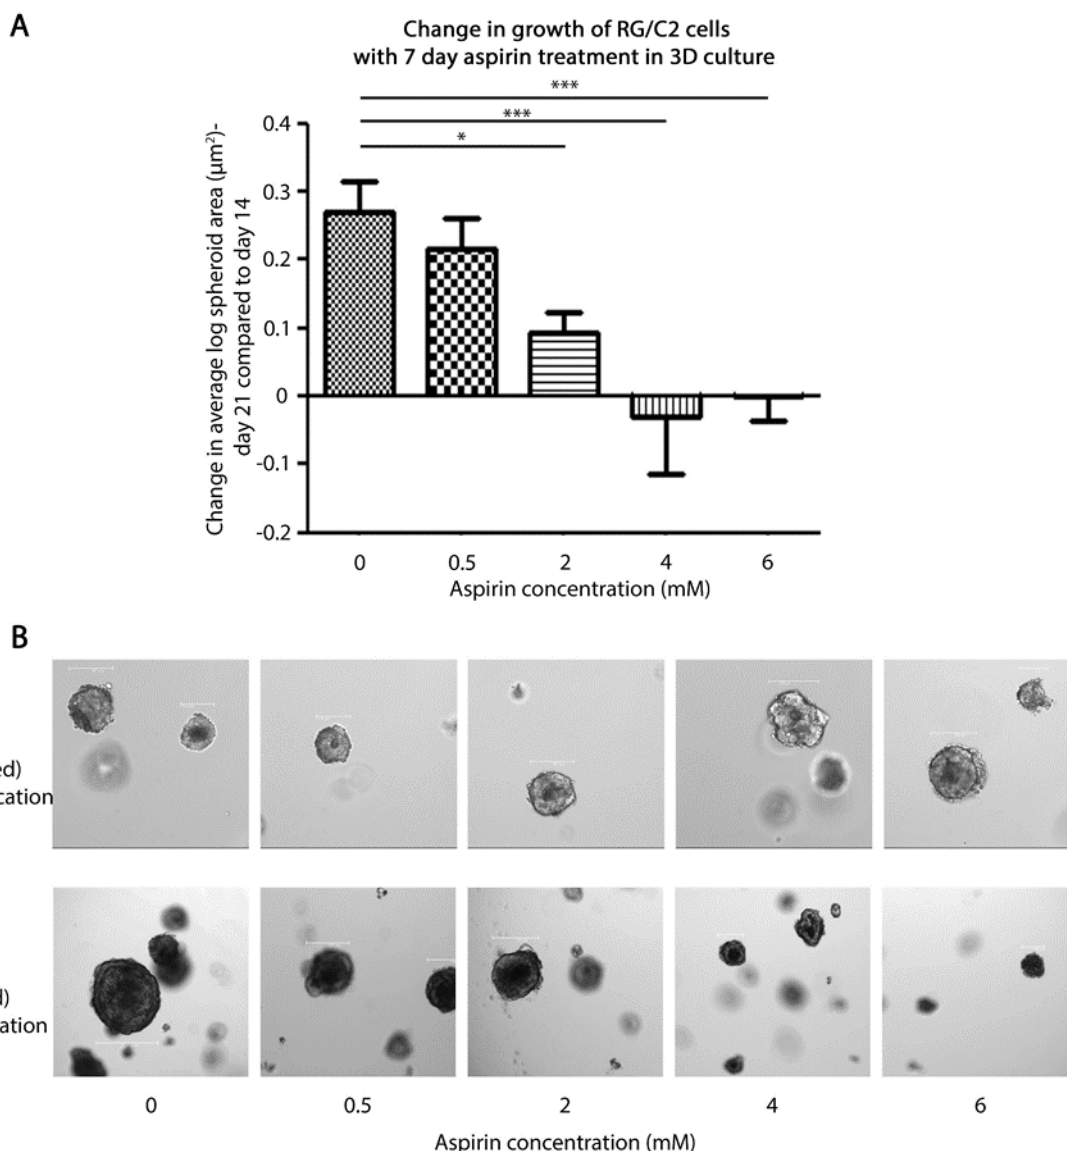 A
Change in growth of RG/C2 cells
with 7 day aspirin treatment in 3D culture
***
***
*
Change in average log spheroid area (µm²)-
day 21 compared to day 14
0.4
0.3
0.2
0.1
0
-0.1
-0.2
0
0.5
2
4
6
Aspirin concentration (mM)
B
ed)
cation
d)
ation
0
0.5
2
4
6
Aspirin concentration (mM)